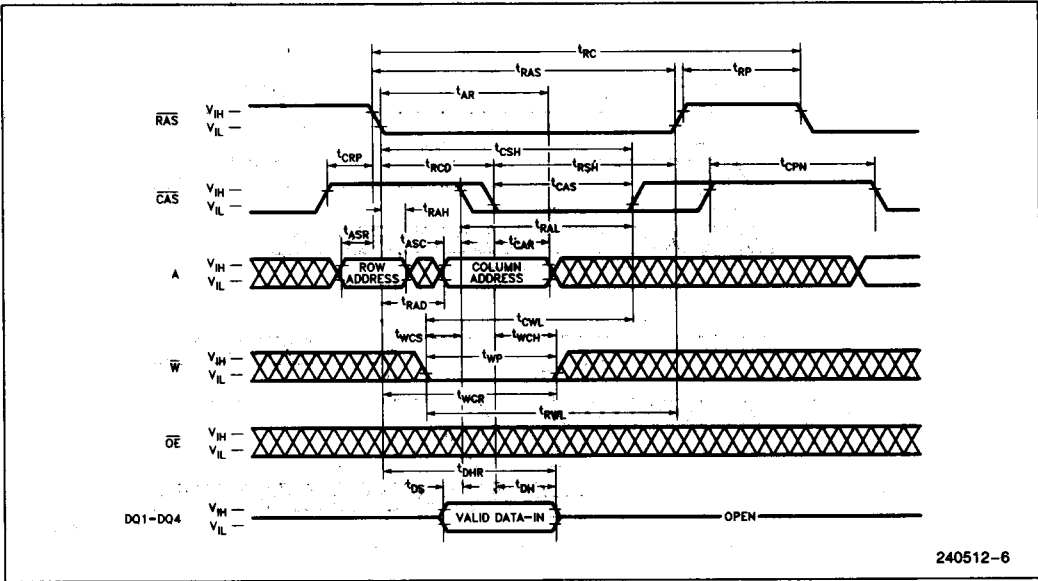 tRC
tRAS
tRP
tAR
RAS
VIH
VIL
tCRP
tCSH
tRCD
tRSH
tCPN
tCAS
CAS
VIH
VIL
tRAH
tRAL
tASR
tASC
tCAR
A
VIH
VIL
ROW ADDRESS
COLUMN ADDRESS
tRAD
tCWL
tWCS
tWCH
tWP
W
VIH
VIL
tWCR
tRWL
OE
VIH
VIL
tDHR
tDS
tDH
DQ1-DQ4
VIH
VIL
VALID DATA-IN
OPEN
240512-6